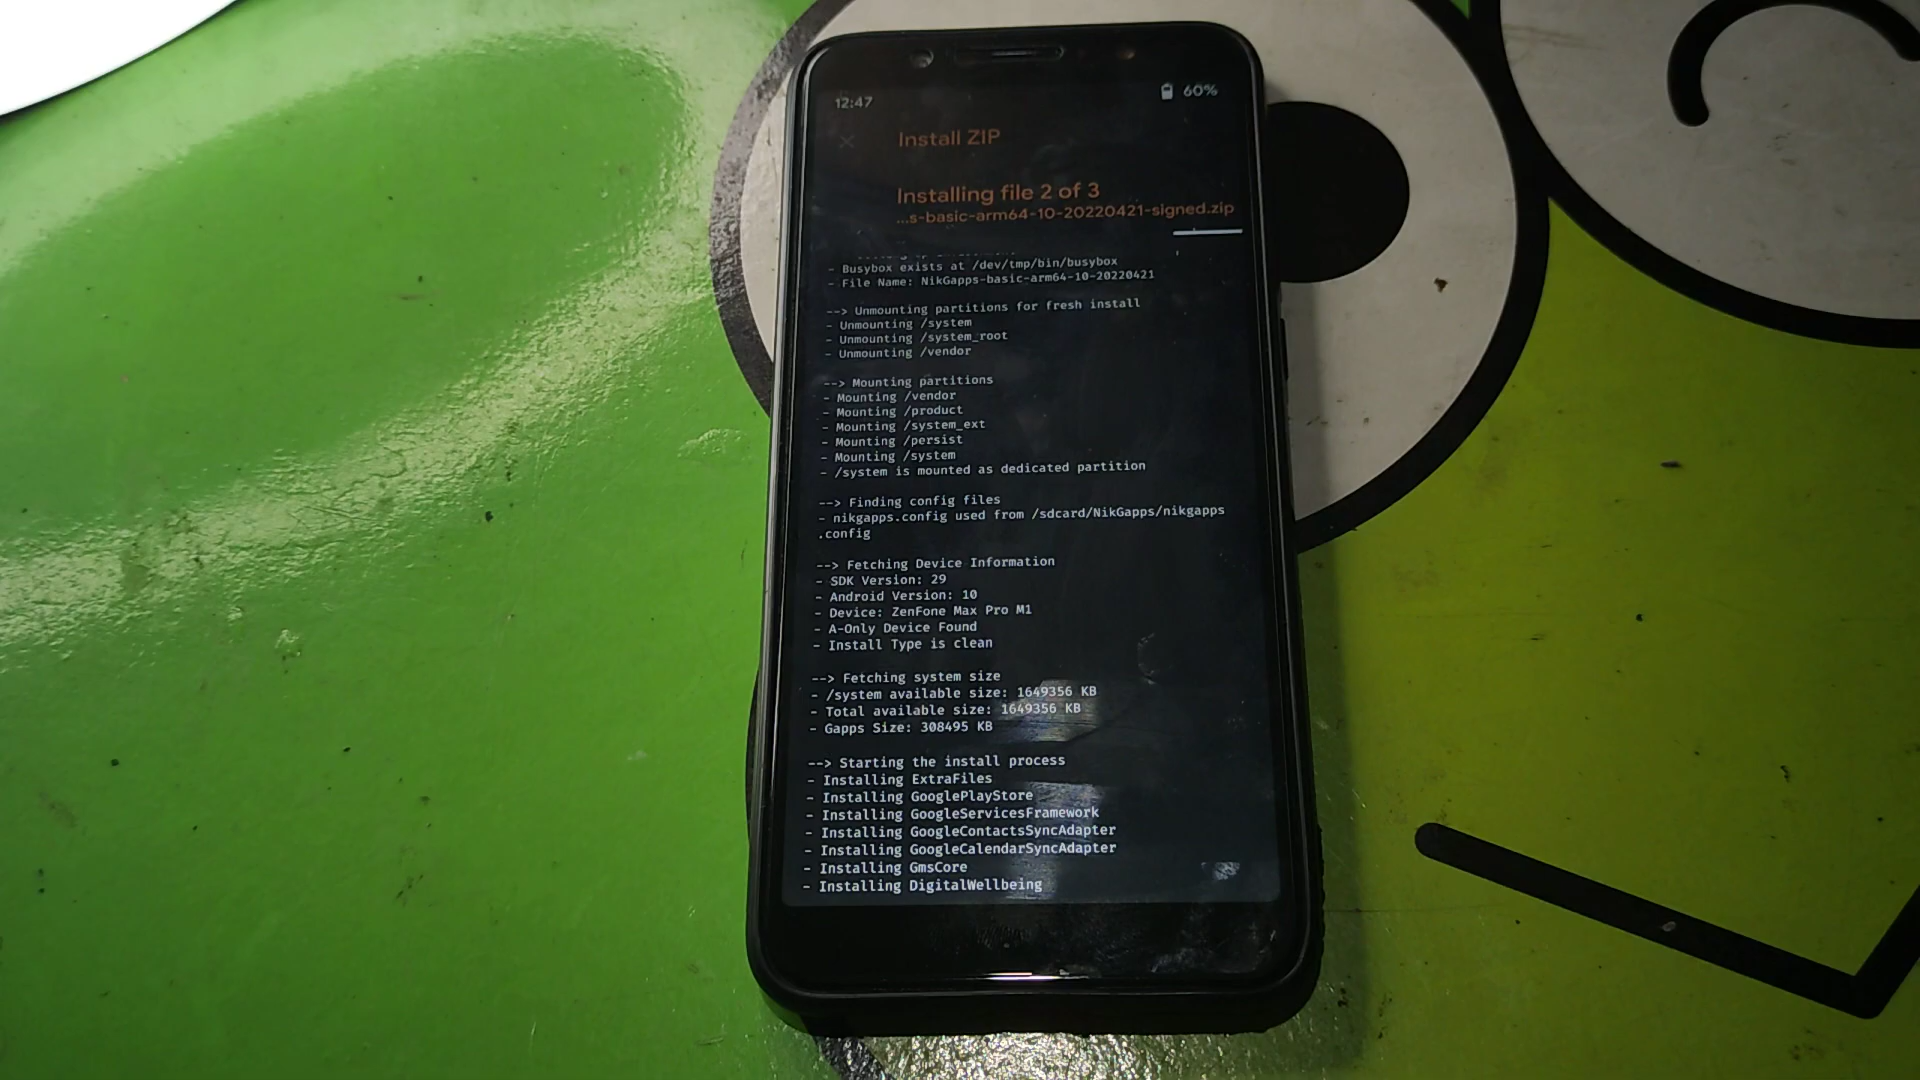 12:47
60%
Install ZIP
Installing file 2 of 3
...s-basic-arm64-10-20220421-signed.zip
- Busybox exists at /dev/tmp/bin/busybox
- File Name: NikGapps-basic-arm64-10-20220421
--> Unmounting partitions for fresh install
- Unmounting /system
- Unmounting /system_root
- Unmounting /vendor
--> Mounting partitions
- Mounting /vendor
- Mounting /product
- Mounting /system_ext
- Mounting /persist
- Mounting /system
- /system is mounted as dedicated partition
--> Finding config files
- nikgapps.config used from /sdcard/NikGapps/nikgapps
.config
--> Fetching Device Information
- SDK Version: 29
- Android Version: 10
- Device: ZenFone Max Pro M1
- A-Only Device Found
- Install Type is clean
--> Fetching system size
- /system available size: 1649356 KB
- Total available size: 1649356 KB
- Gapps Size: 308495 KB
--> Starting the install process
- Installing ExtraFiles
- Installing GooglePlayStore
- Installing GoogleServicesFramework
- Installing GoogleContactsSyncAdapter
- Installing GoogleCalendarSyncAdapter
- Installing GmsCore
- Installing DigitalWellbeing